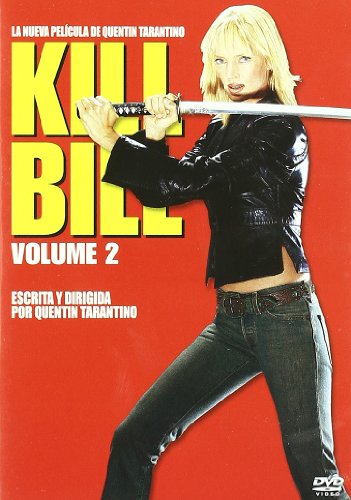 LA NUEVA PELÍCULA DE QUENTIN TARANTINO
KILL
BILL
VOLUME 2
ESCRITA Y DIRIGIDA
POR QUENTIN TARANTINO
DVD
VIDEO